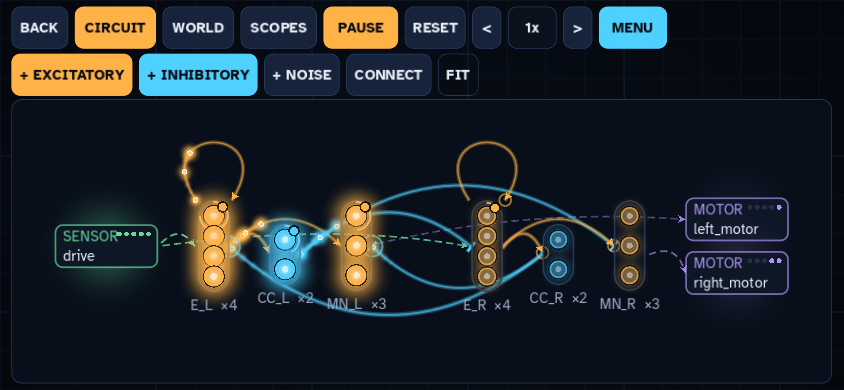 BACK CIRCUIT WORLD SCOPES PAUSE RESET < 1x > MENU
+ EXCITATORY + INHIBITORY + NOISE CONNECT FIT
SENSOR
drive
E_L ×4
CC_L ×2
MN_L ×3
E_R ×4
CC_R ×2
MN_R ×3
MOTOR
left_motor
MOTOR
right_motor